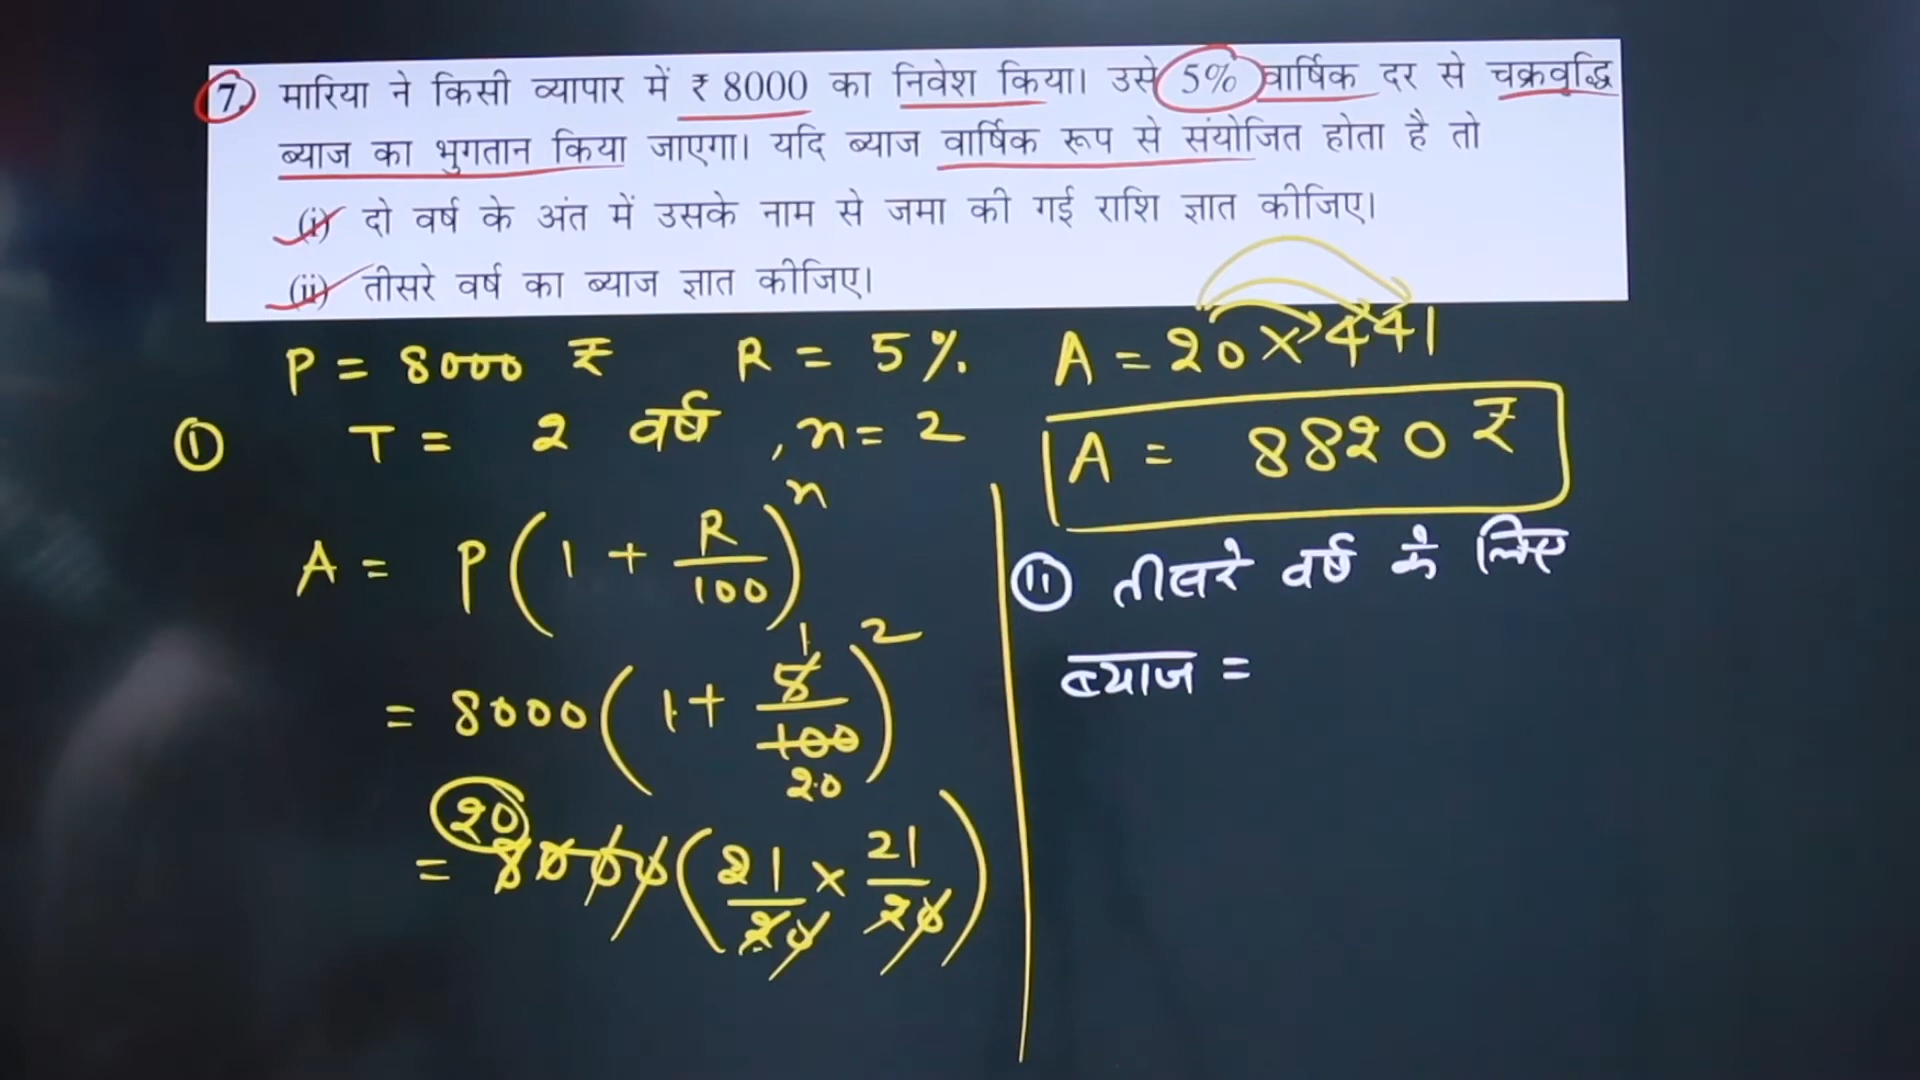 7. मारिया ने किसी व्यापार में ₹ 8000 का निवेश किया। उसे 5% वार्षिक दर से चक्रवृद्धि
ब्याज का भुगतान किया जाएगा। यदि ब्याज वार्षिक रूप से संयोजित होता है तो
(i) दो वर्ष के अंत में उसके नाम से जमा की गई राशि ज्ञात कीजिए।
(ii) तीसरे वर्ष का ब्याज ज्ञात कीजिए।
P = 8000 ₹ R = 5%.
(i) T = 2 वर्ष , n = 2
A = P(1 + R/100)^n
= 8000(1 + 5/100)^2
1
20
20
= 8000(21/20 × 21/20)
A = 20 × 441
A = 8820 ₹
(ii) तीसरे वर्ष के लिए
ब्याज =